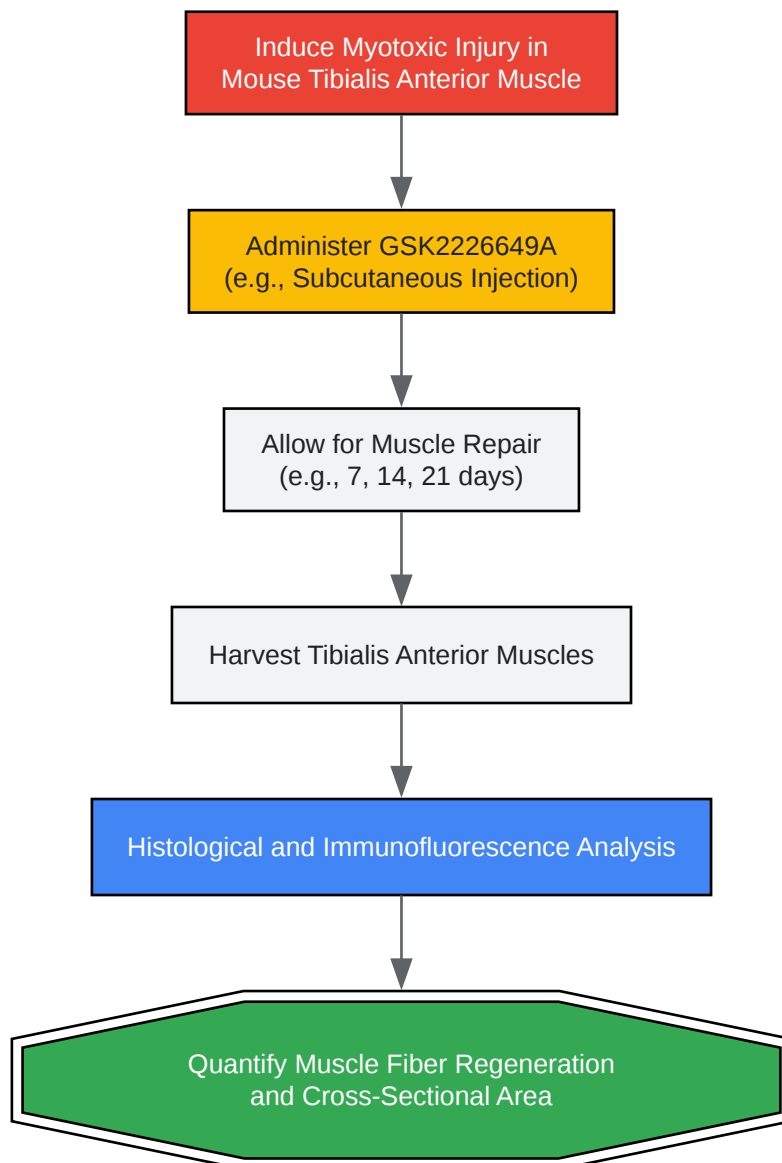 Induce Myotoxic Injury in
Mouse Tibialis Anterior Muscle
Administer GSK2226649A
(e.g., Subcutaneous Injection)
Allow for Muscle Repair
(e.g., 7, 14, 21 days)
Harvest Tibialis Anterior Muscles
Histological and Immunofluorescence Analysis
Quantify Muscle Fiber Regeneration
and Cross-Sectional Area